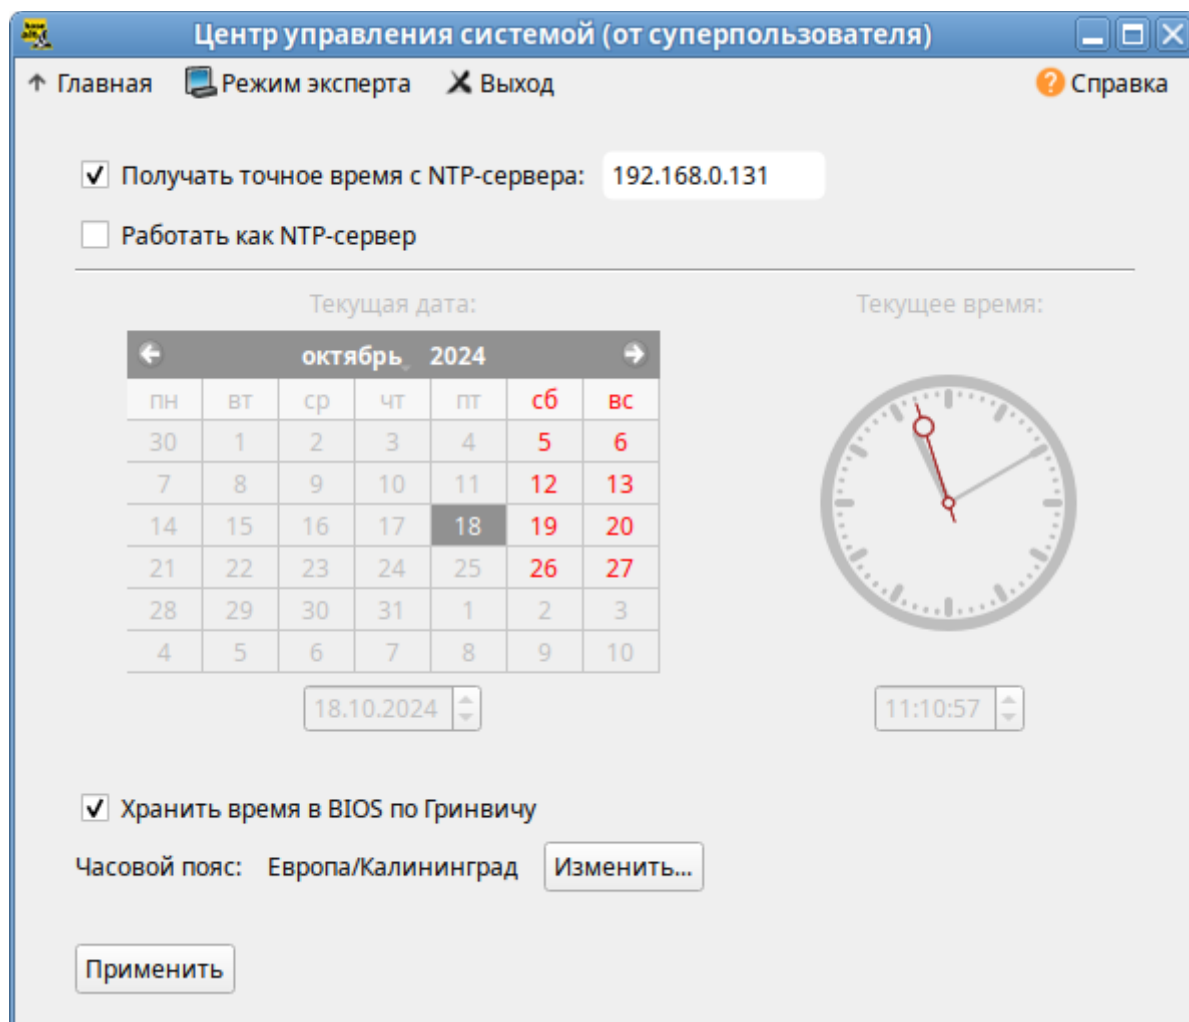 Центр управления системой (от суперпользователя)
Главная Режим эксперта Выход Справка
Получать точное время с NTP-сервера: 192.168.0.131
Работать как NTP-сервер
Текущая дата: Текущее время:
октябрь 2024
пн вт ср чт пт сб вс
30 1 2 3 4 5 6
7 8 9 10 11 12 13
14 15 16 17 18 19 20
21 22 23 24 25 26 27
28 29 30 31 1 2 3
4 5 6 7 8 9 10
18.10.2024 11:10:57
Хранить время в BIOS по Гринвичу
Часовой пояс: Европа/Калининград Изменить...
Применить